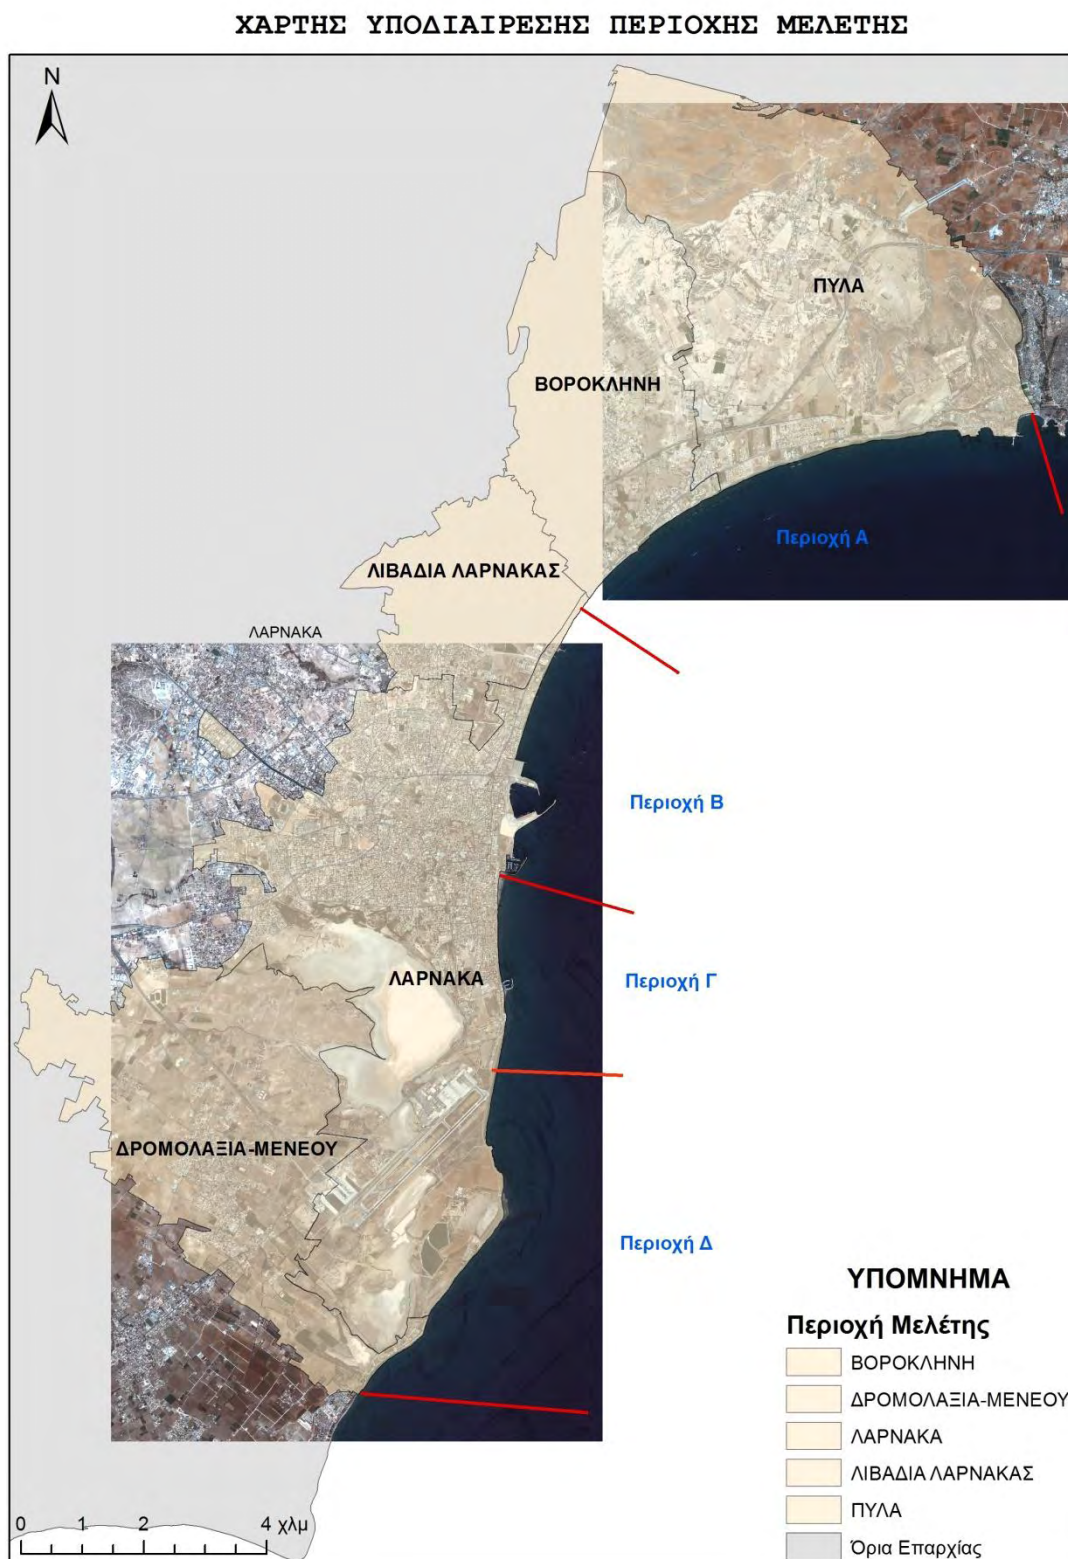 ΧΑΡΤΗΣ ΥΠΟΔΙΑΙΡΕΣΗΣ ΠΕΡΙΟΧΗΣ ΜΕΛΕΤΗΣ
N
ΠΥΛΑ
ΒΟΡΟΚΛΗΝΗ
Περιοχή Α
ΛΙΒΑΔΙΑ ΛΑΡΝΑΚΑΣ
ΛΑΡΝΑΚΑ
Περιοχή Β
ΛΑΡΝΑΚΑ
Περιοχή Γ
ΔΡΟΜΟΛΑΞΙΑ-ΜΕΝΕΟΥ
Περιοχή Δ
ΥΠΟΜΝΗΜΑ
Περιοχή Μελέτης
ΒΟΡΟΚΛΗΝΗ
ΔΡΟΜΟΛΑΞΙΑ-ΜΕΝΕΟΥ
ΛΑΡΝΑΚΑ
ΛΙΒΑΔΙΑ ΛΑΡΝΑΚΑΣ
ΠΥΛΑ
Όρια Επαρχίας
0 1 2 4 χλμ